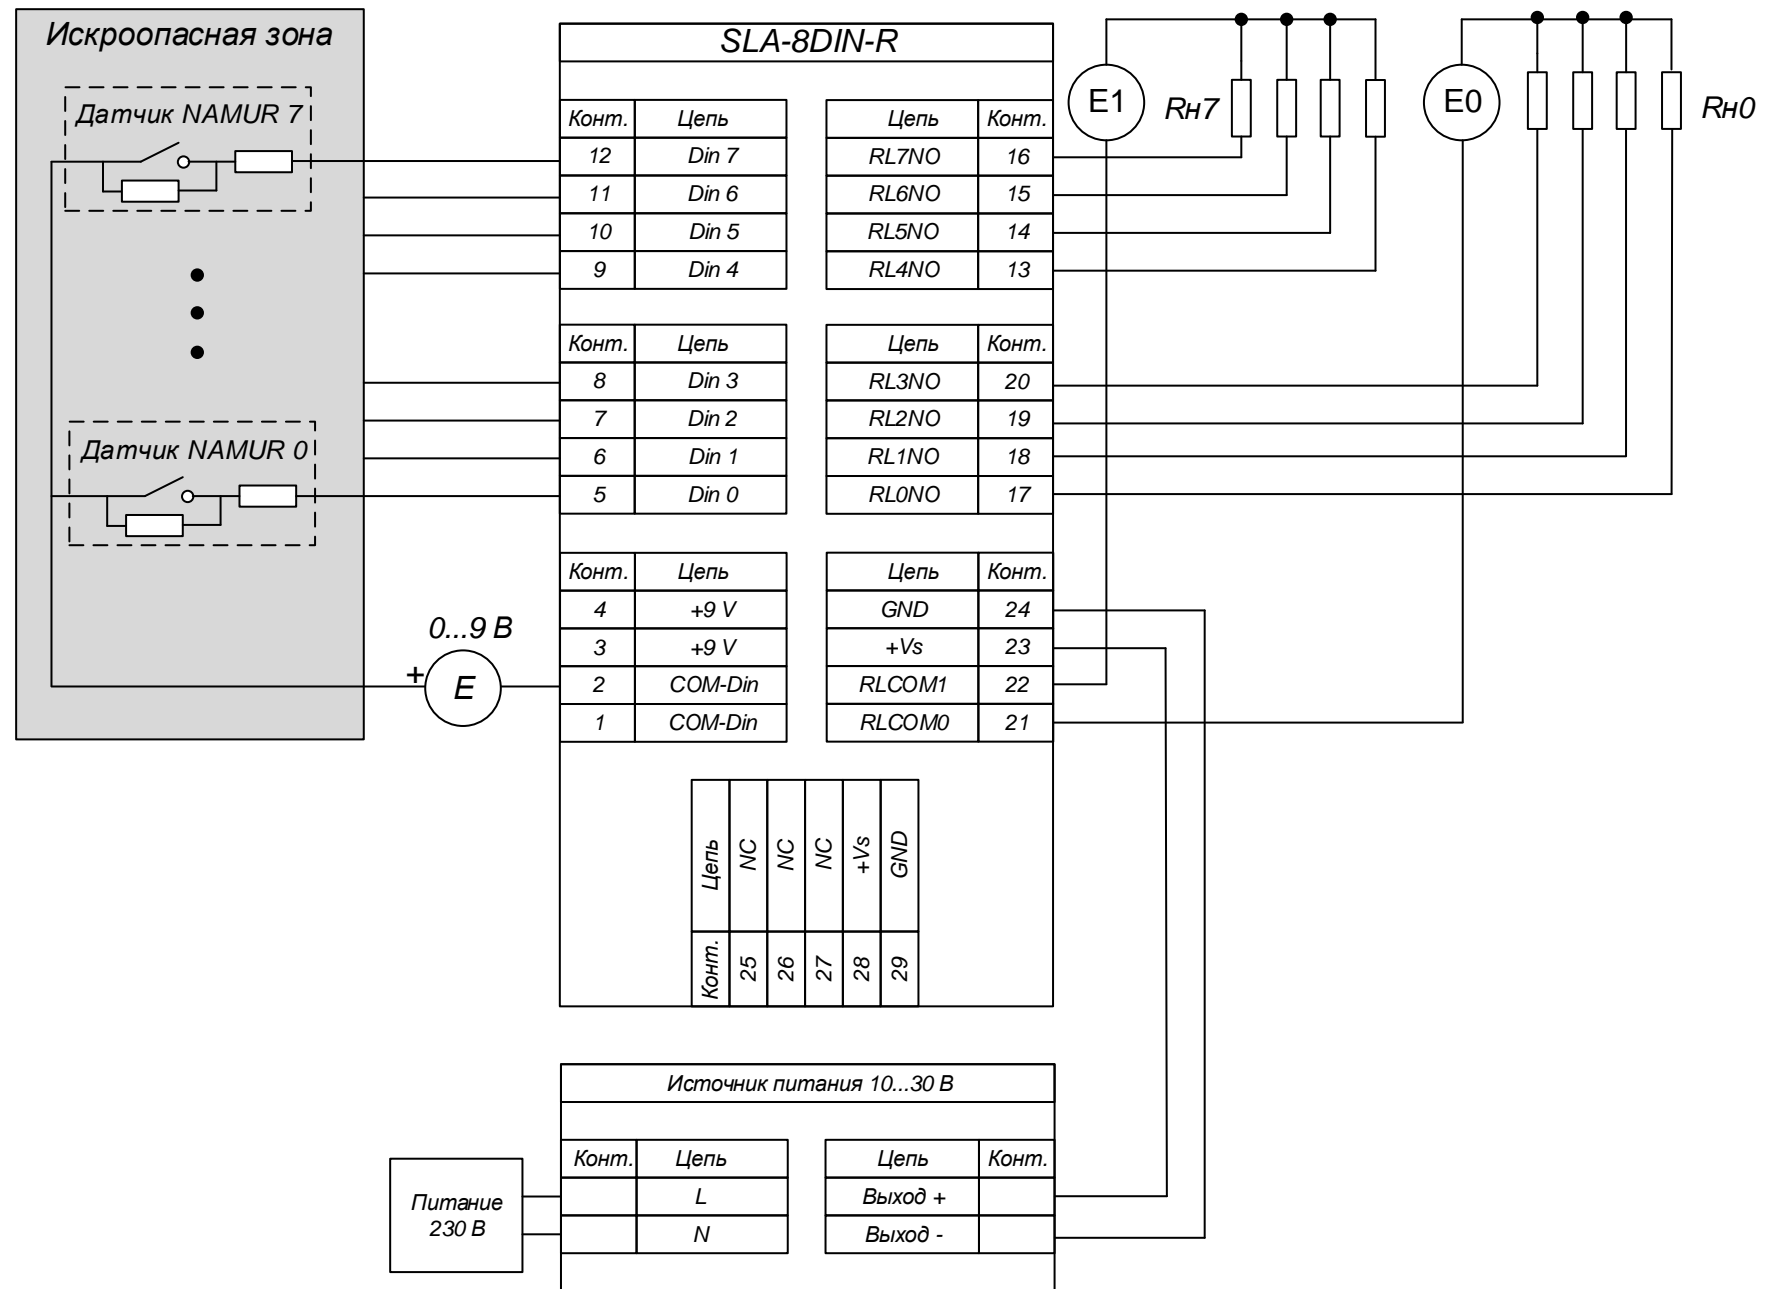 Искроопасная зона
Датчик NAMUR 7
Датчик NAMUR 0
0...9 В
+
E
SLA-8DIN-R
Конт. Цепь Цепь Конт.
12 Din 7 RL7NO 16
11 Din 6 RL6NO 15
10 Din 5 RL5NO 14
9 Din 4 RL4NO 13
Конт. Цепь Цепь Конт.
8 Din 3 RL3NO 20
7 Din 2 RL2NO 19
6 Din 1 RL1NO 18
5 Din 0 RL0NO 17
Конт. Цепь Цепь Конт.
4 +9 V GND 24
3 +9 V +Vs 23
2 COM-Din RLCOM1 22
1 COM-Din RLCOM0 21
Цепь NC NC NC +Vs GND
Конт. 25 26 27 28 29
E1 Rн7 E0 Rн0
Источник питания 10...30 В
Конт. Цепь Цепь Конт.
L Выход +
N Выход -
Питание
230 В